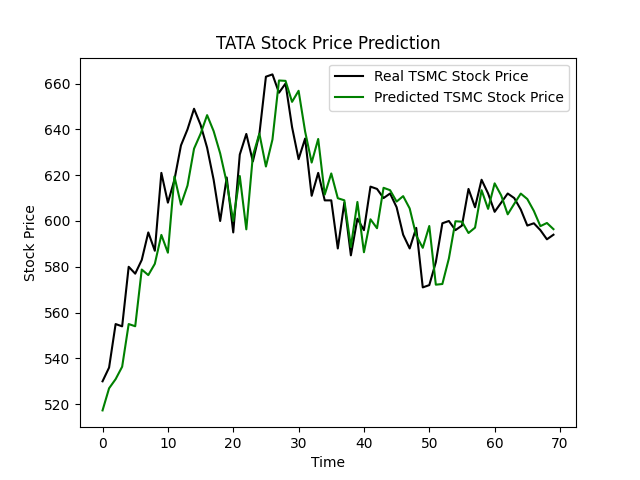 TATA Stock Price Prediction
Real TSMC Stock Price
Predicted TSMC Stock Price
Stock Price
660
640
620
600
580
560
540
520
0 10 20 30 40 50 60 70
Time